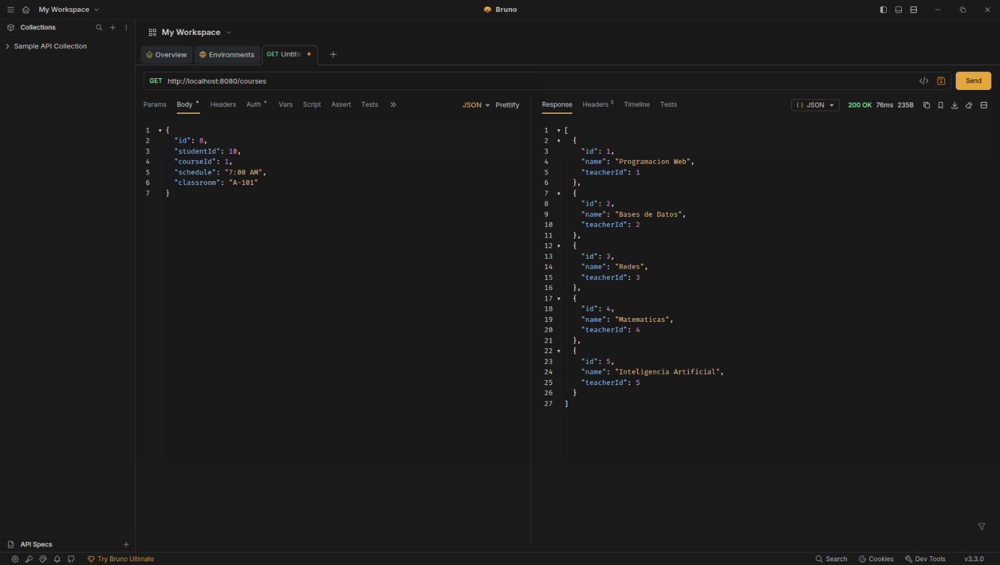 My Workspace
Bruno
Collections
Sample API Collection
My Workspace
Overview
Environments
GET Untitle
GET http://localhost:8080/courses
Send
Params Body Headers Auth Vars Script Assert Tests JSON Prettify
1 {
2 "id": 8,
3 "studentId": 10,
4 "courseId": 1,
5 "schedule": "7:00 AM",
6 "classroom": "A-101"
7 }
Response Headers 5 Timeline Tests { } JSON 200 OK 76ms 235B
1 [
2 {
3 "id": 1,
4 "name": "Programacion Web",
5 "teacherId": 1
6 },
7 {
8 "id": 2,
9 "name": "Bases de Datos",
10 "teacherId": 2
11 },
12 {
13 "id": 3,
14 "name": "Redes",
15 "teacherId": 3
16 },
17 {
18 "id": 4,
19 "name": "Matematicas",
20 "teacherId": 4
21 },
22 {
23 "id": 5,
24 "name": "Inteligencia Artificial",
25 "teacherId": 5
26 }
27 ]
API Specs
Try Bruno Ultimate
Search Cookies Dev Tools v3.3.0